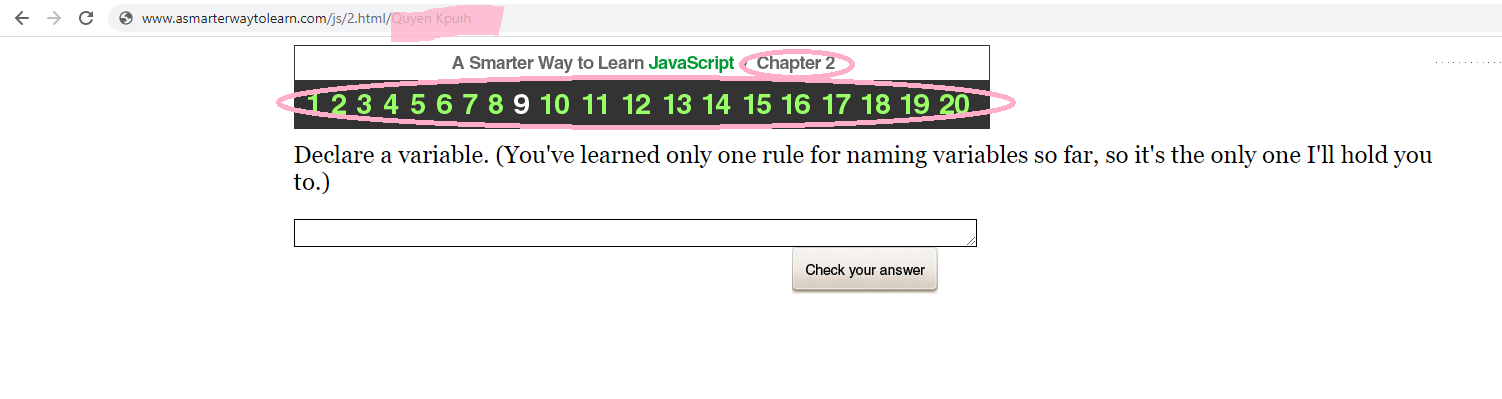 www.asmarterwaytolearn.com/js/2.html/Quyen Kpuih
A Smarter Way to Learn JavaScript Chapter 2
1 2 3 4 5 6 7 8 9 10 11 12 13 14 15 16 17 18 19 20
Declare a variable. (You've learned only one rule for naming variables so far, so it's the only one I'll hold you
to.)
Check your answer